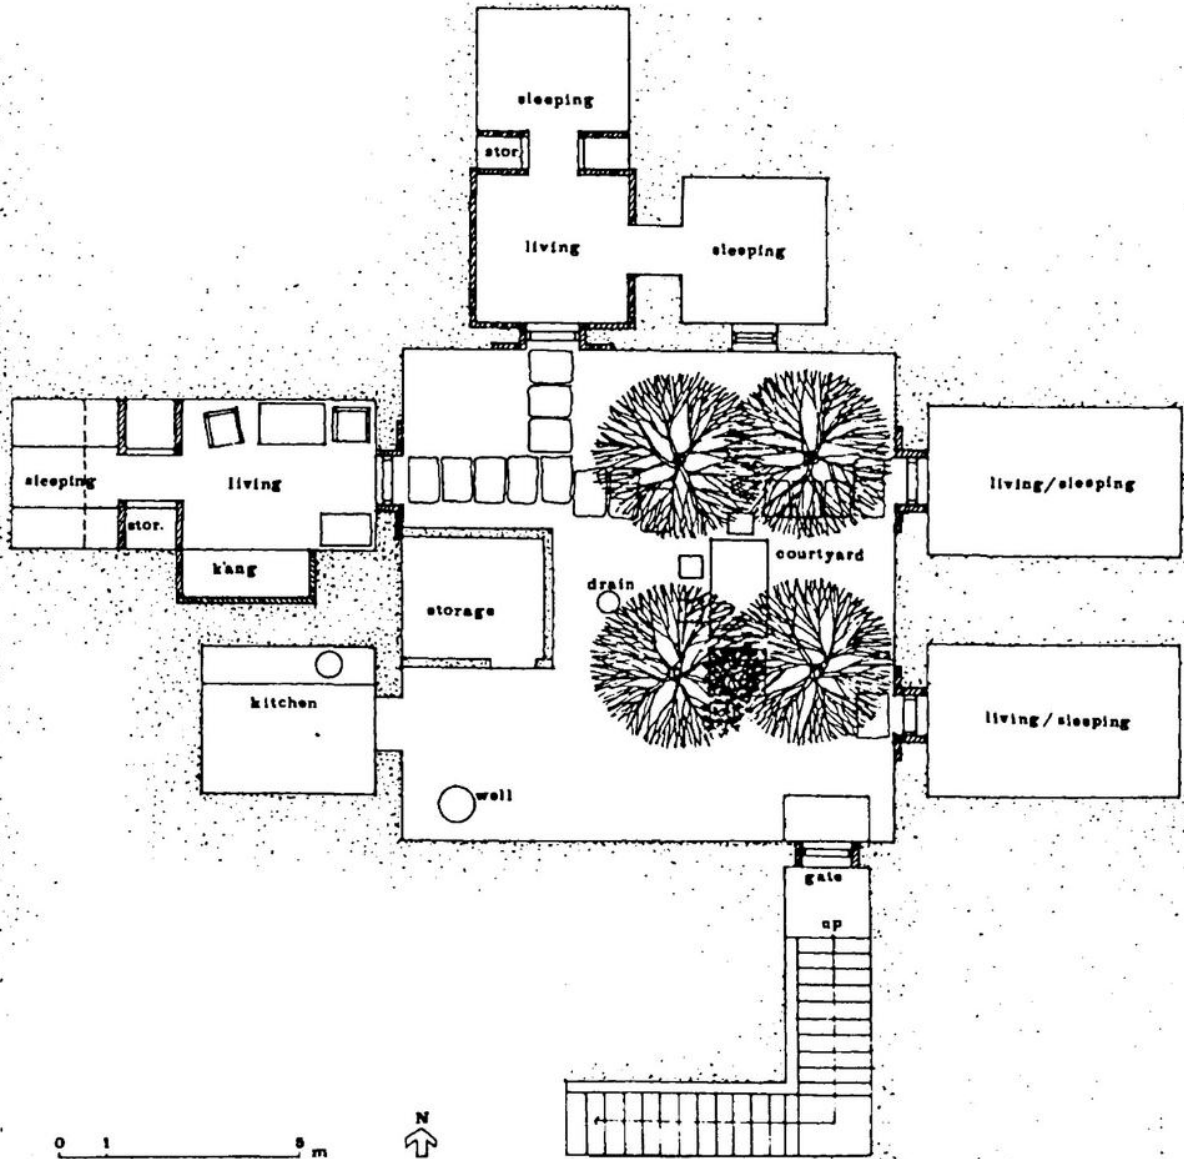 sleeping
stor.
living
sleeping
sleeping
living
stor.
k'ang
living/sleeping
courtyard
drain
storage
kitchen
living/sleeping
well
gate
up
N
0 1 5 m